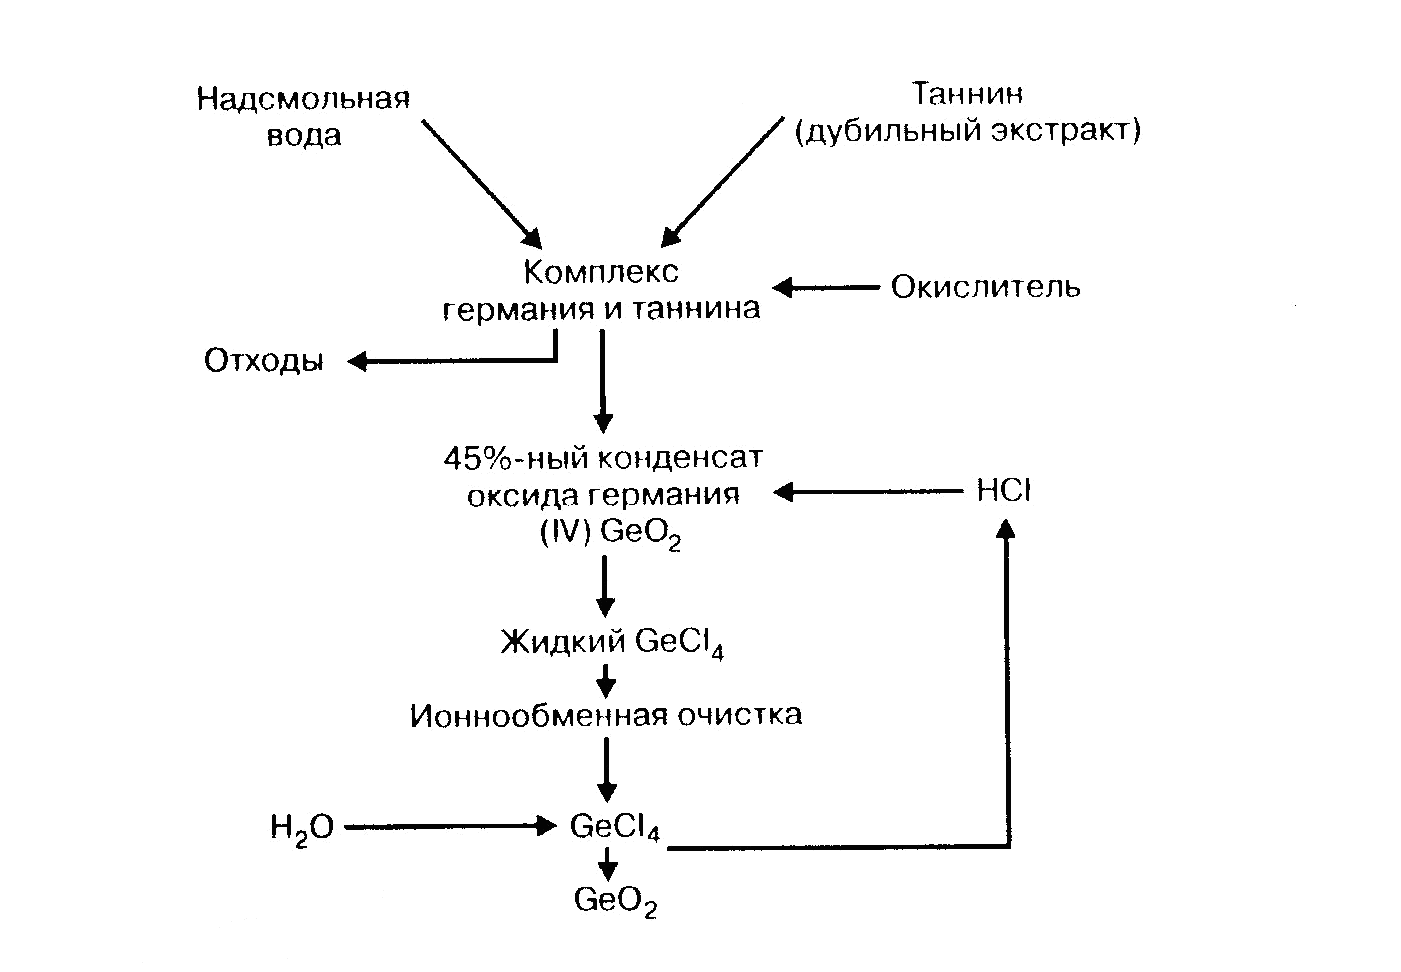 Надсмольная
вода
Таннин
(дубильный экстракт)
Комплекс
германия и таннина
Окислитель
Отходы
45%-ный конденсат
оксида германия
(IV) GeO₂
HCl
Жидкий GeCl₄
Ионнообменная очистка
H₂O
GeCl₄
GeO₂